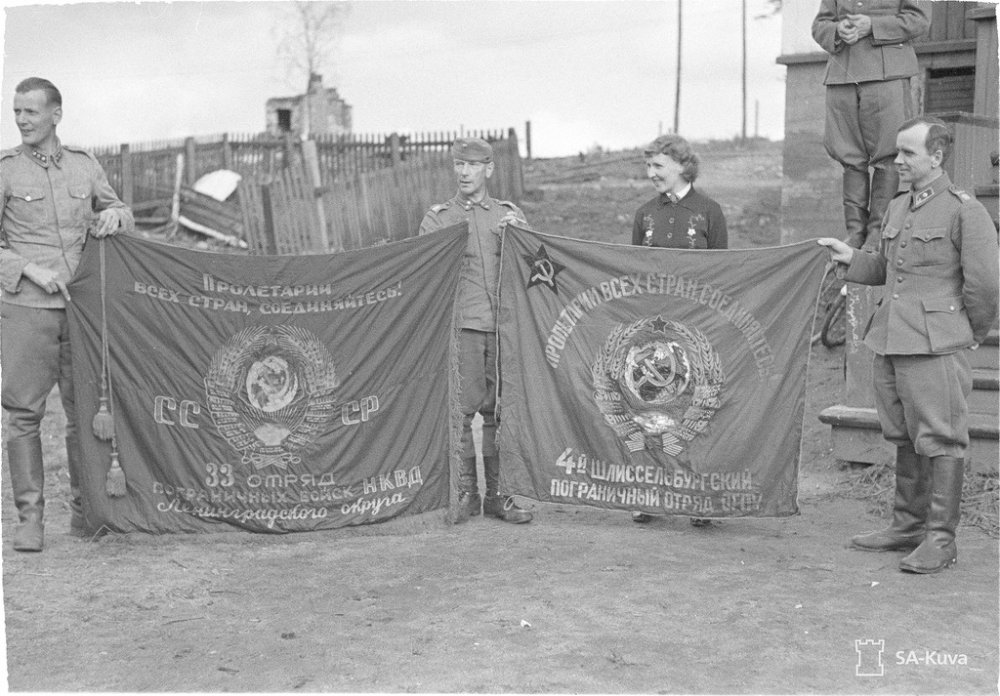 Пролетарии
всех стран, соединяйтесь!
СС СР
33 отряд
пограничных войск НКВД
Ленинградского округа
Пролетарии всех стран, соединяйтесь
4й Шлиссельбургский
пограничный отряд ОГПУ
SA-Kuva